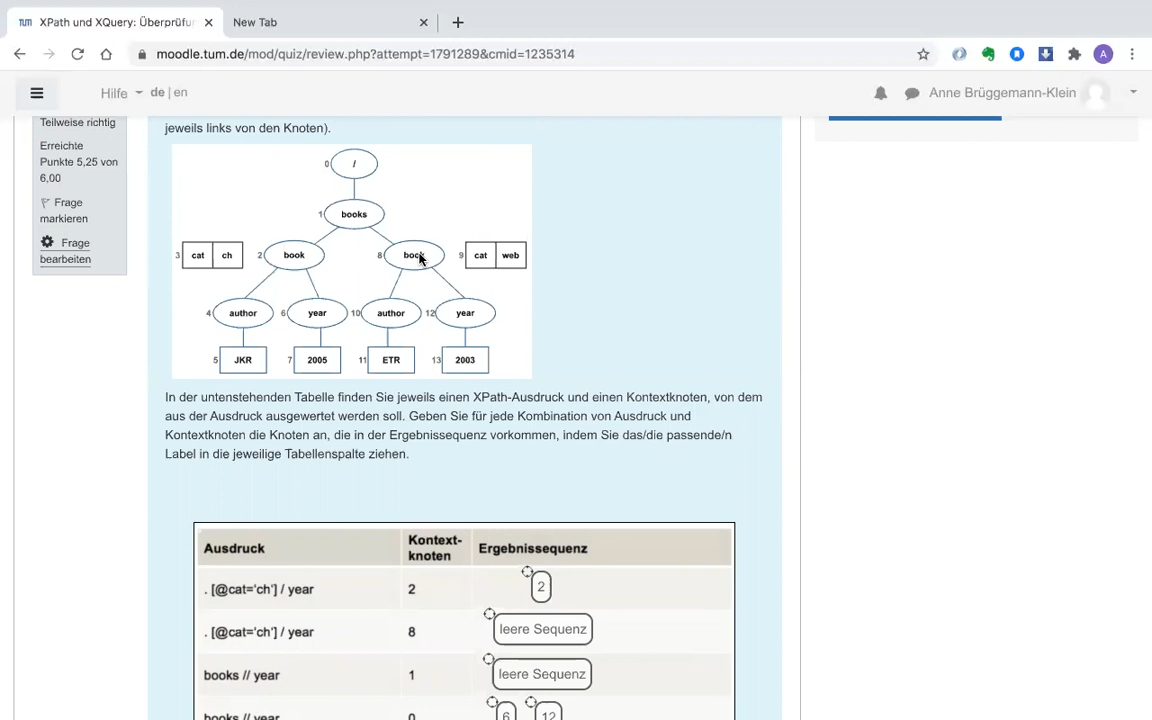 XPath und XQuery: Überprüfun
New Tab
moodle.tum.de/mod/quiz/review.php?attempt=1791289&cmid=1235314
A
Hilfe de | en
Anne Brüggemann-Klein
Teilweise richtig
Erreichte
Punkte 5,25 von
6,00
Frage
markieren
Frage
bearbeiten
jeweils links von den Knoten).
0 /
1 books
3 cat ch 2 book 8 book 9 cat web
4 author 6 year 10 author 12 year
5 JKR 7 2005 11 ETR 13 2003
In der untenstehenden Tabelle finden Sie jeweils einen XPath-Ausdruck und einen Kontextknoten, von dem
aus der Ausdruck ausgewertet werden soll. Geben Sie für jede Kombination von Ausdruck und
Kontextknoten die Knoten an, die in der Ergebnissequenz vorkommen, indem Sie das/die passende/n
Label in die jeweilige Tabellenspalte ziehen.
Ausdruck Kontext-
knoten Ergebnissequenz
. [@cat='ch'] / year 2 2
. [@cat='ch'] / year 8 leere Sequenz
books // year 1 leere Sequenz
books // year 0 6 12